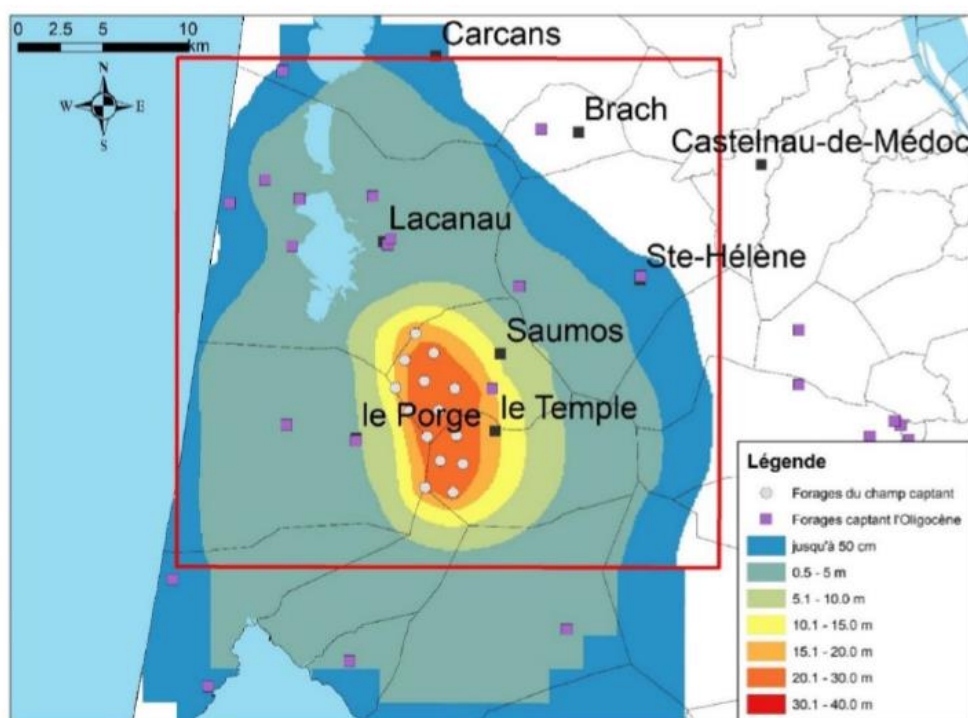 0 2.5 5 10
km
N
W E
S
Carcans
Brach
Castelnau-de-Médoc
Lacanau
Ste-Hélène
Saumos
le Porge
le Temple
Légende
Forages du champ captant
Forages captant l'Oligocène
jusqu'à 50 cm
0.5 - 5 m
5.1 - 10.0 m
10.1 - 15.0 m
15.1 - 20.0 m
20.1 - 30.0 m
30.1 - 40.0 m